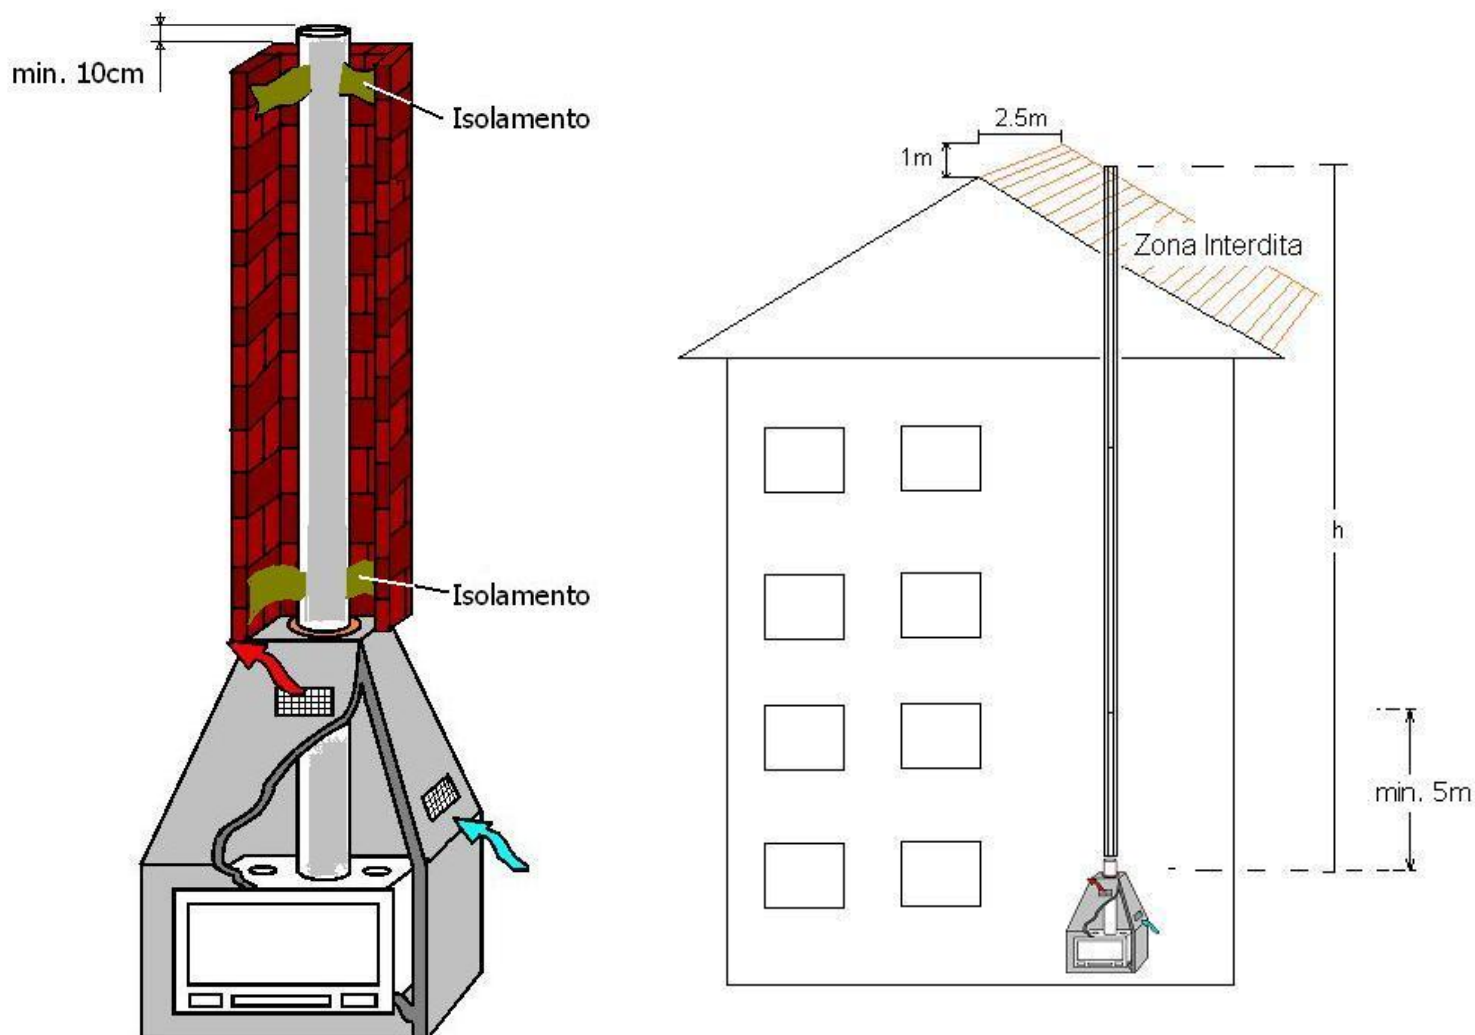 min. 10cm
Isolamento
Isolamento
2.5m
1m
Zona Interdita
h
min. 5m